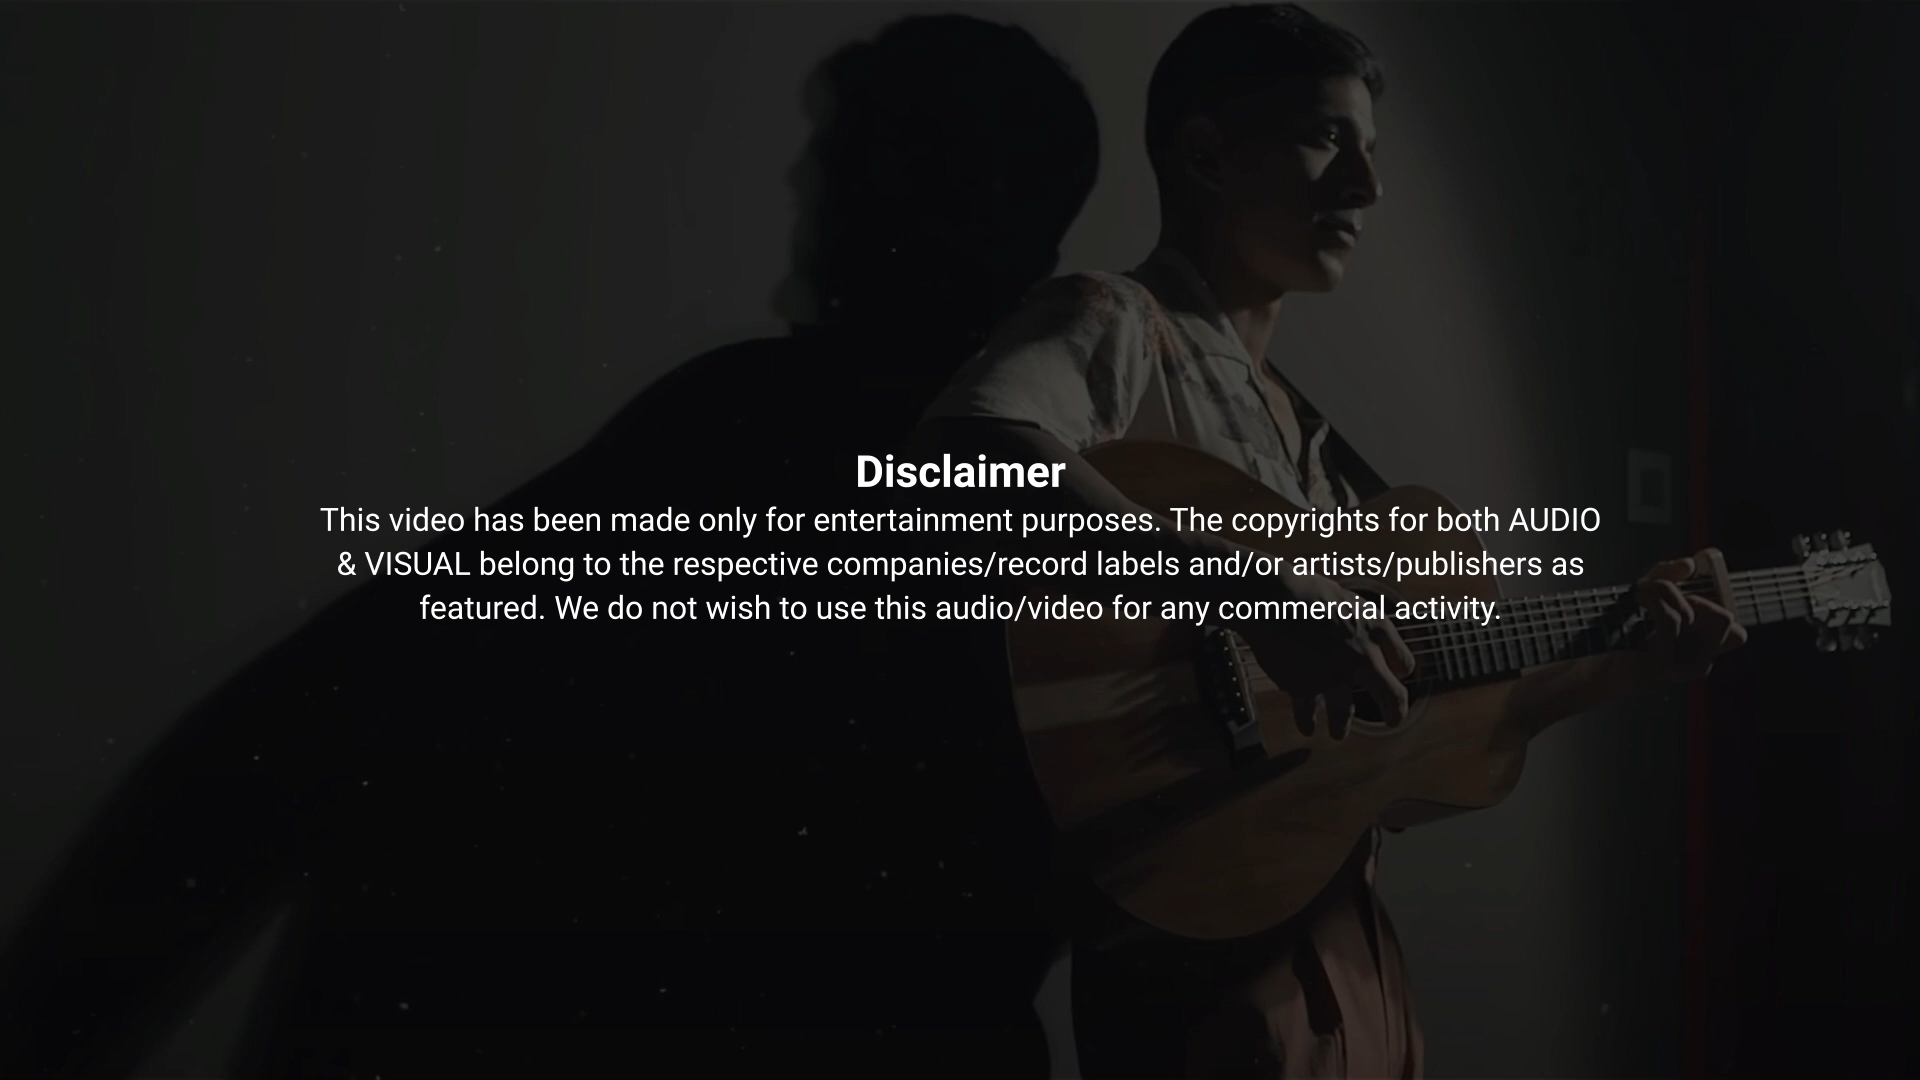 Disclaimer
This video has been made only for entertainment purposes. The copyrights for both AUDIO
& VISUAL belong to the respective companies/record labels and/or artists/publishers as
featured. We do not wish to use this audio/video for any commercial activity.